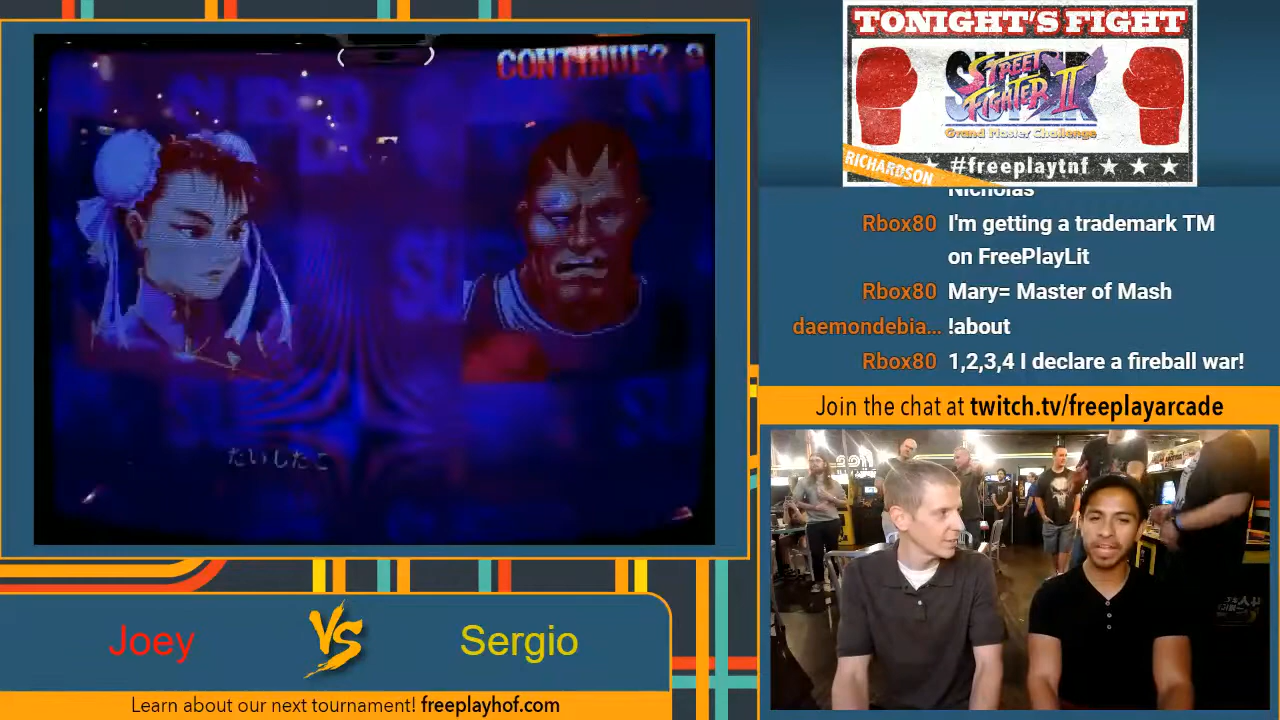 CONTINUE? 9
たいしたこ
TONIGHT'S FIGHT
SUPER
STREET
FIGHTER II
Grand Master Challenge
RICHARDSON
#freeplaytnf
Nicholas
Rbox80 I'm getting a trademark TM
on FreePlayLit
Rbox80 Mary= Master of Mash
daemondebia... !about
Rbox80 1,2,3,4 I declare a fireball war!
Join the chat at twitch.tv/freeplayarcade
Joey
VS
Sergio
Learn about our next tournament! freeplayhof.com